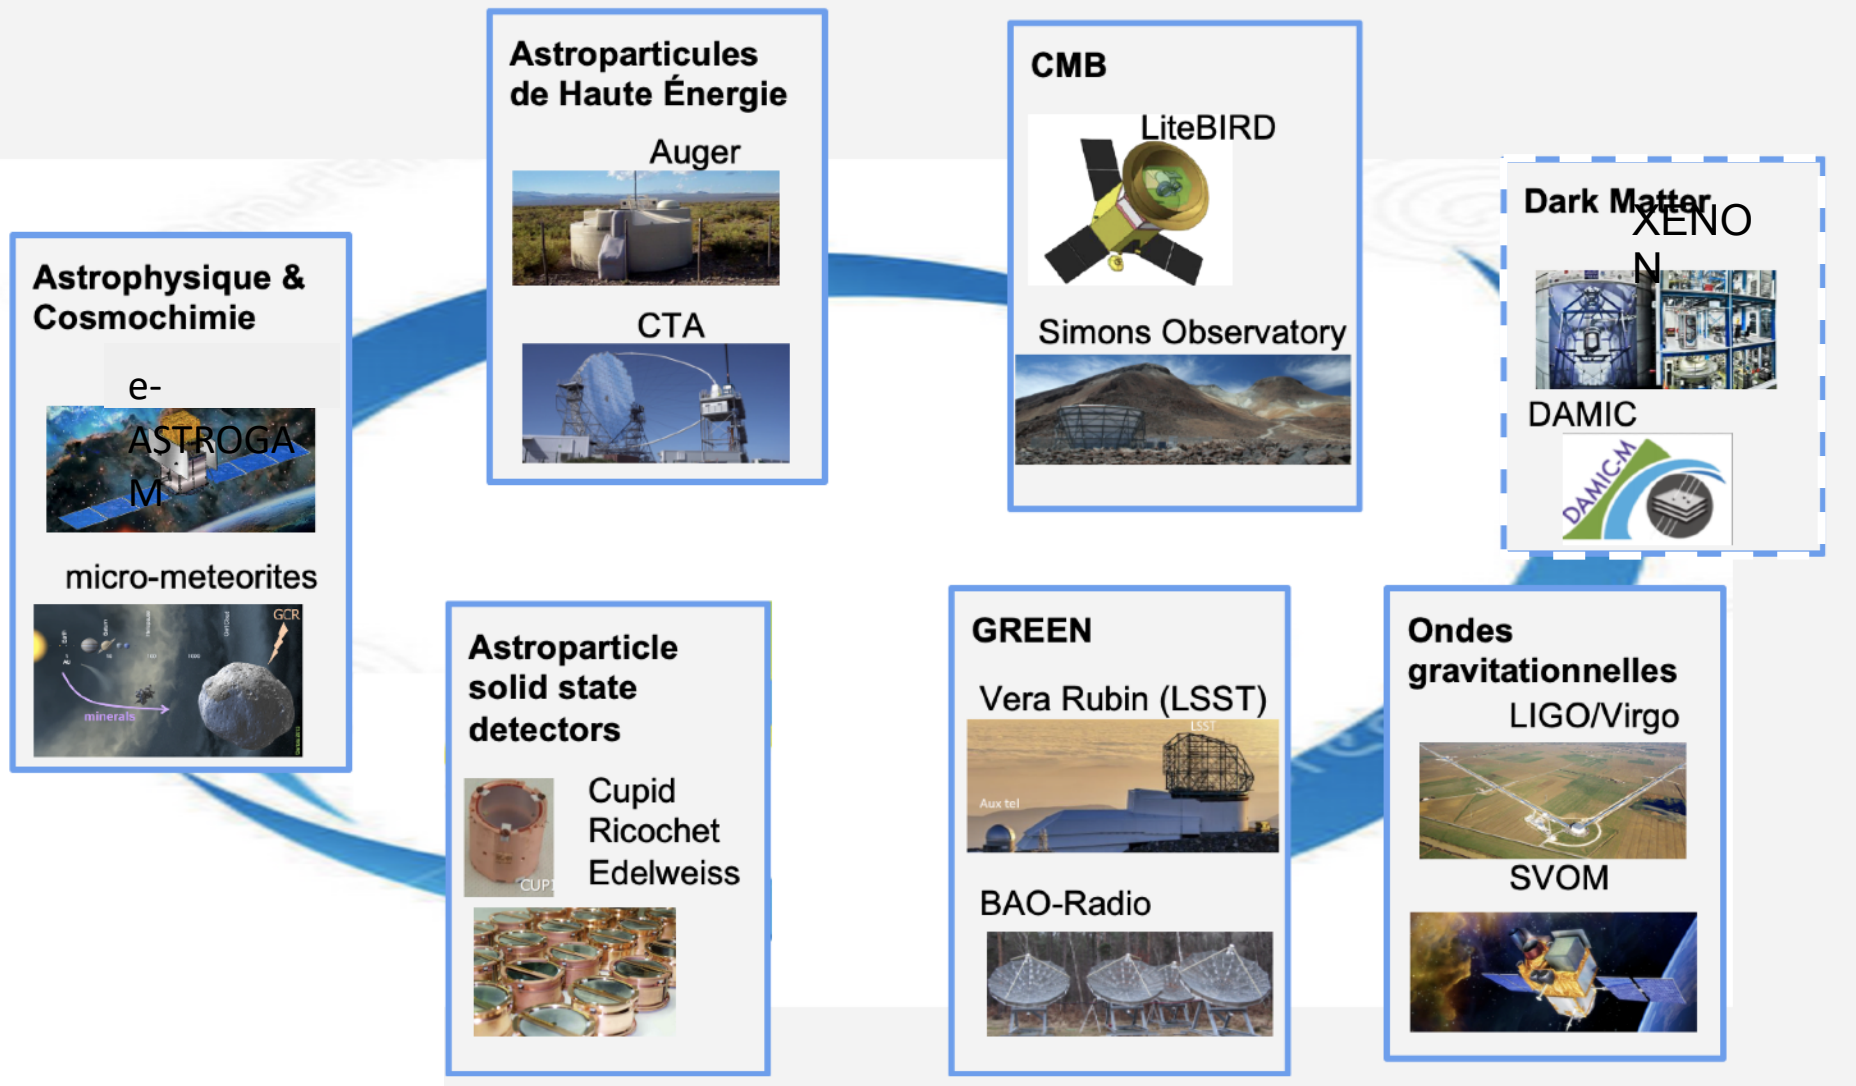 Astroparticules
de Haute Énergie
Auger
CTA
CMB
LiteBIRD
Simons Observatory
Dark Matter
XENO
N
DAMIC
DAMIC-M
Astrophysique &
Cosmochimie
e-
ASTROGA
M
micro-meteorites
GCR
minerals
Astroparticle
solid state
detectors
Cupid
Ricochet
Edelweiss
CUPI
GREEN
Vera Rubin (LSST)
LSST
Aux tel
BAO-Radio
Ondes
gravitationnelles
LIGO/Virgo
SVOM